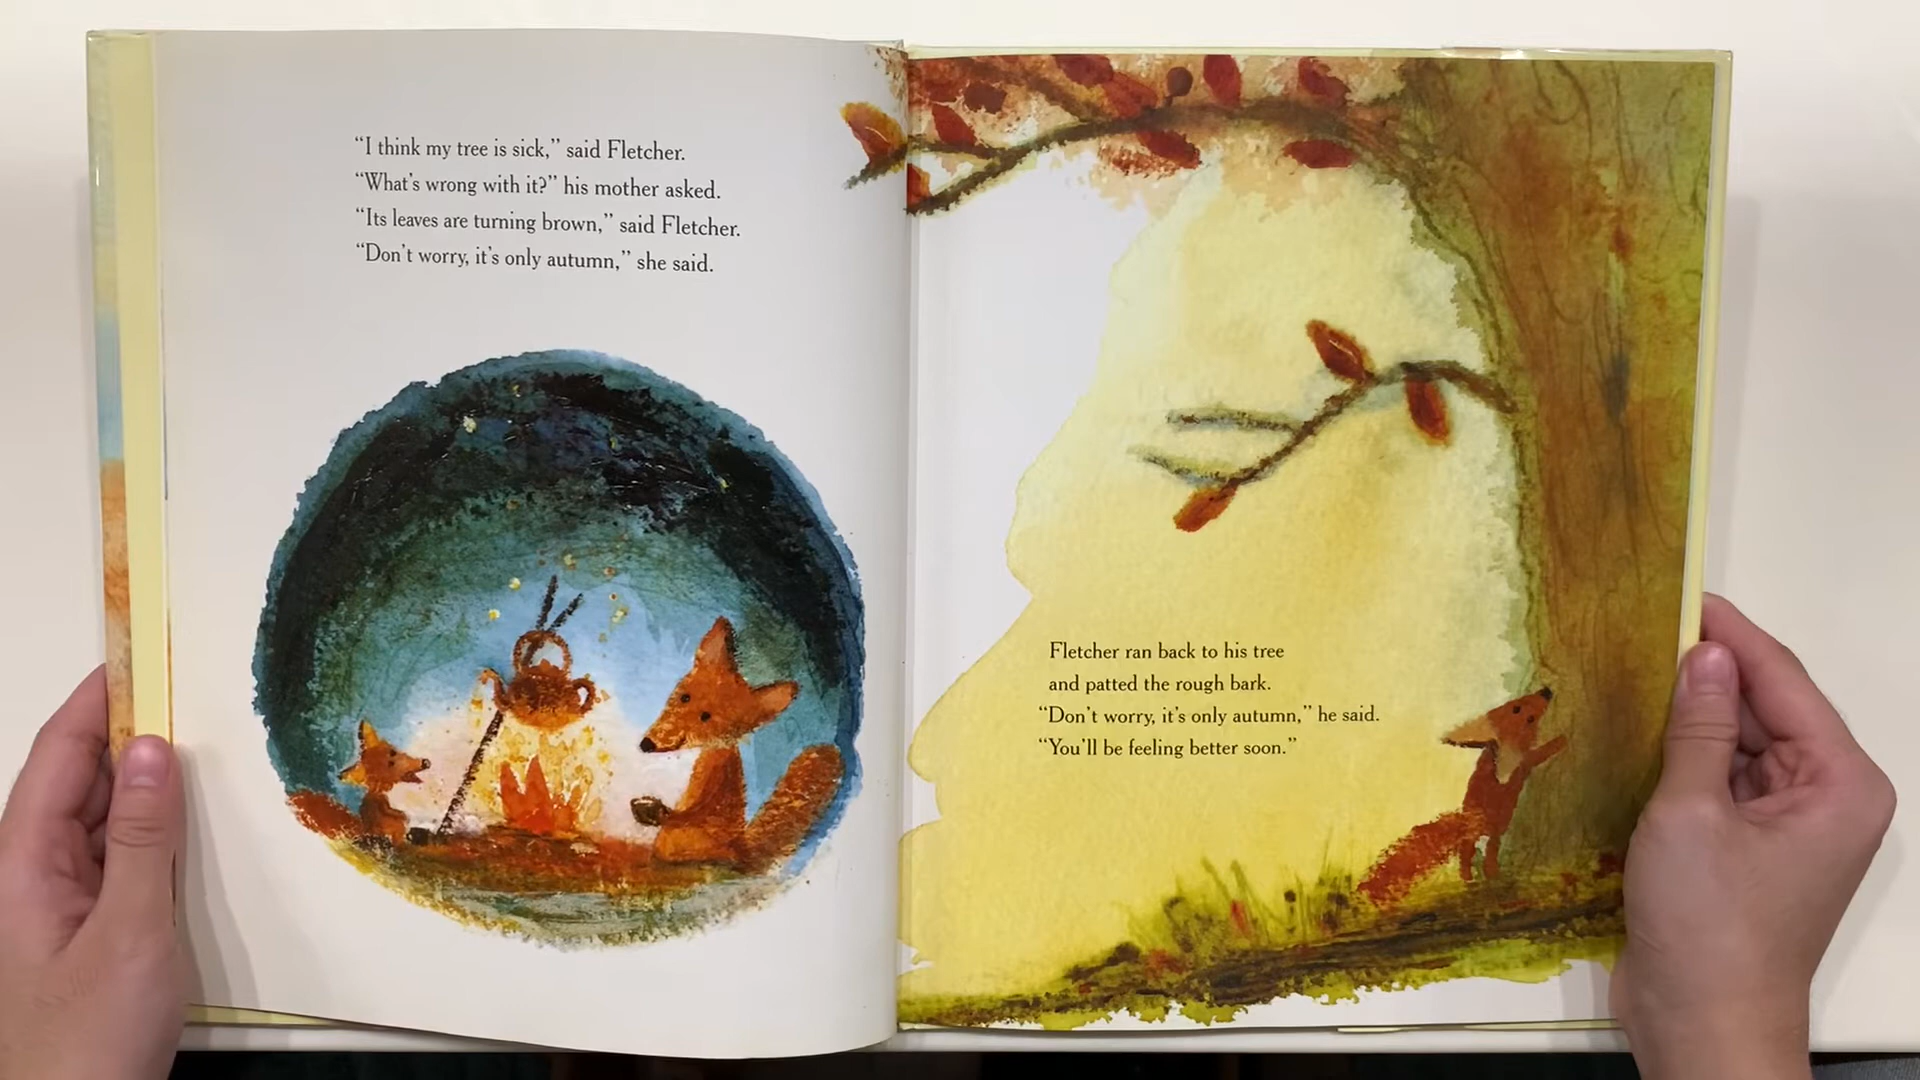 “I think my tree is sick,” said Fletcher.
“What’s wrong with it?” his mother asked.
“Its leaves are turning brown,” said Fletcher.
“Don’t worry, it’s only autumn,” she said.
Fletcher ran back to his tree
and patted the rough bark.
“Don’t worry, it’s only autumn,” he said.
“You’ll be feeling better soon.”